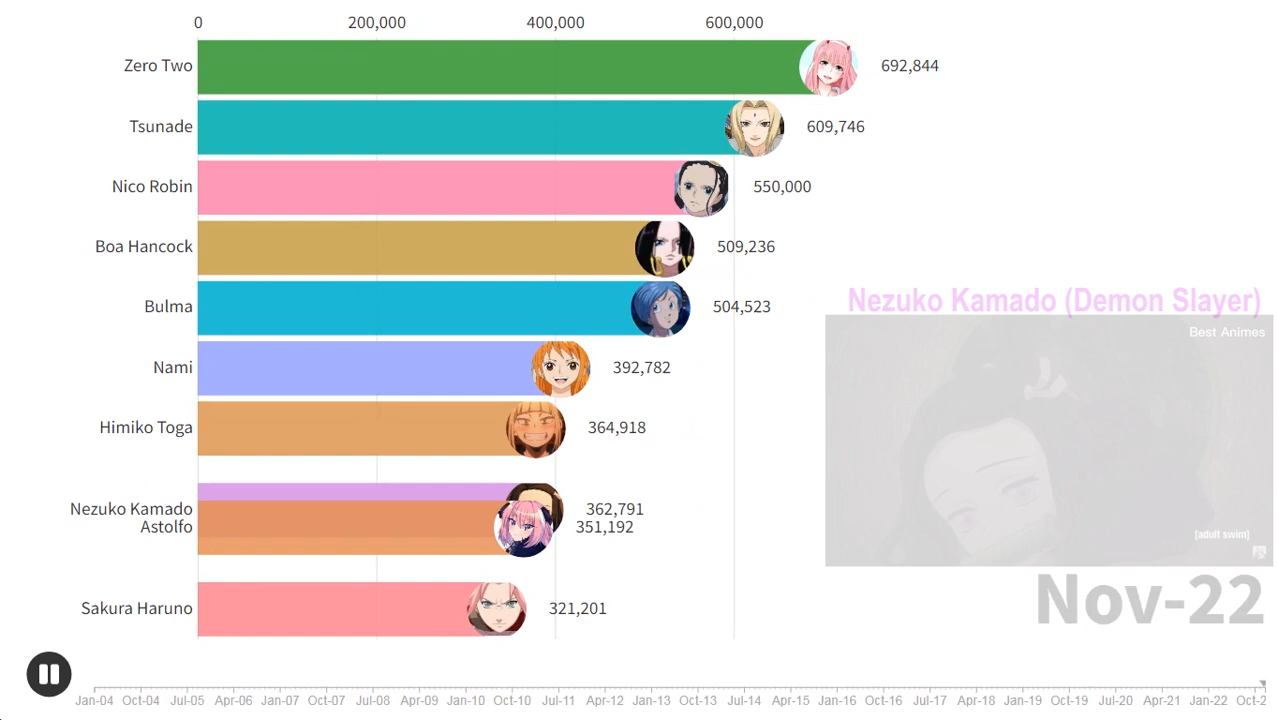 0 200,000 400,000 600,000
Zero Two 692,844
Tsunade 609,746
Nico Robin 550,000
Boa Hancock 509,236
Bulma 504,523
Nezuko Kamado (Demon Slayer)
Best Animes
Nami 392,782
Himiko Toga 364,918
Nezuko Kamado 362,791
Astolfo 351,192
[adult swim]
Sakura Haruno 321,201
Nov-22
Jan-04 Oct-04 Jul-05 Apr-06 Jan-07 Oct-07 Jul-08 Apr-09 Jan-10 Oct-10 Jul-11 Apr-12 Jan-13 Oct-13 Jul-14 Apr-15 Jan-16 Oct-16 Jul-17 Apr-18 Jan-19 Oct-19 Jul-20 Apr-21 Jan-22 Oct-2